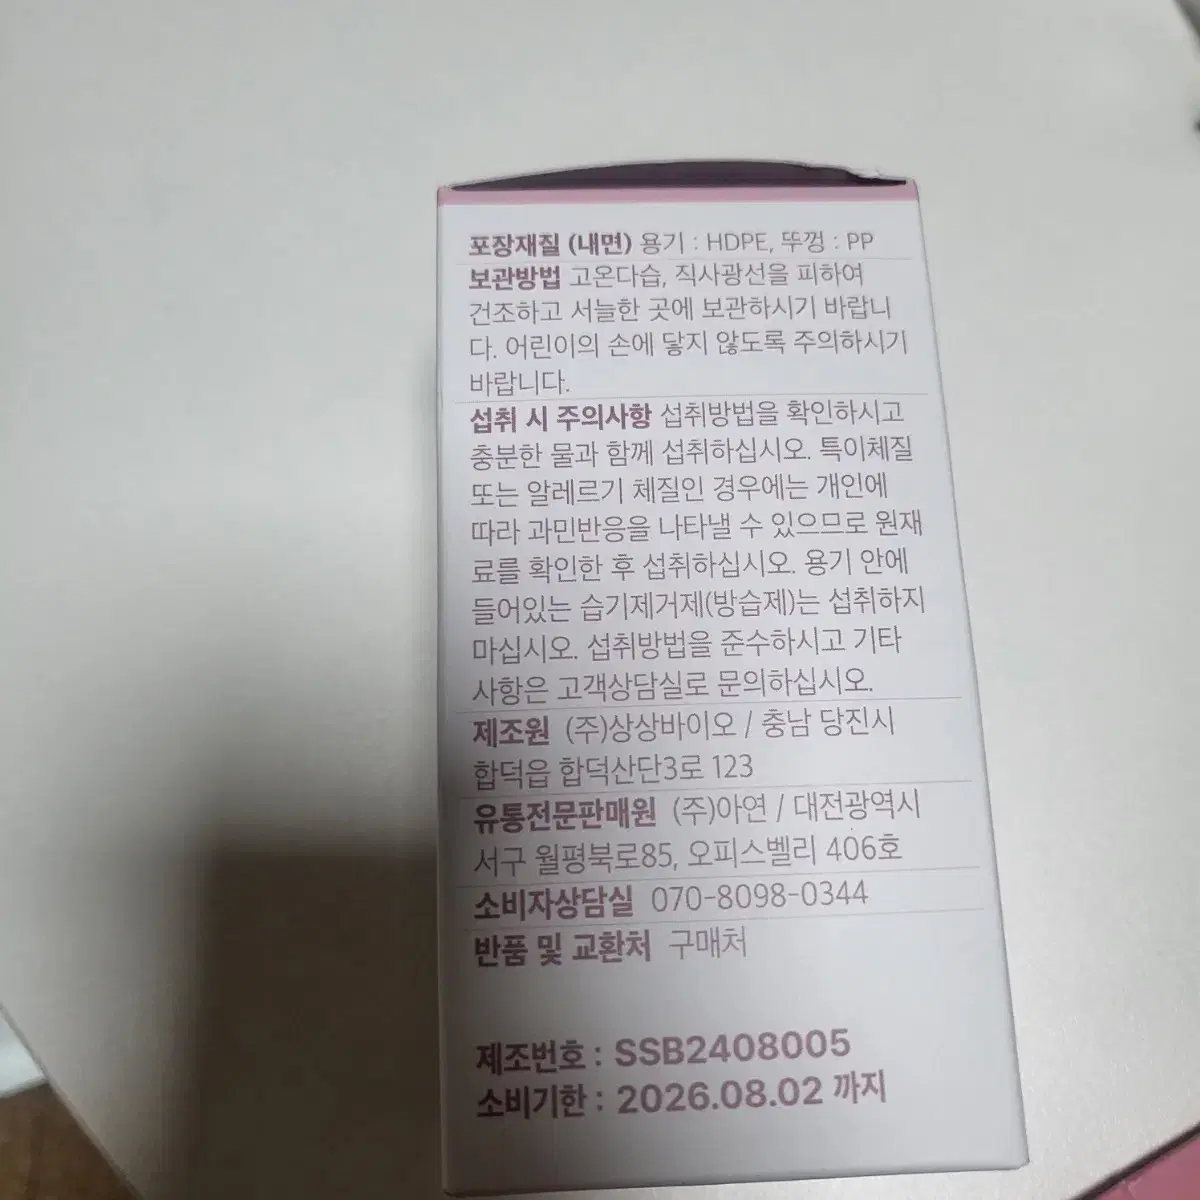 포장재질 (내면) 용기 : HDPE, 뚜껑 : PP
보관방법 고온다습, 직사광선을 피하여
건조하고 서늘한 곳에 보관하시기 바랍니
다. 어린이의 손에 닿지 않도록 주의하시기
바랍니다.
섭취 시 주의사항 섭취방법을 확인하시고
충분한 물과 함께 섭취하십시오. 특이체질
또는 알레르기 체질인 경우에는 개인에
따라 과민반응을 나타낼 수 있으므로 원재
료를 확인한 후 섭취하십시오. 용기 안에
들어있는 습기제거제(방습제)는 섭취하지
마십시오. 섭취방법을 준수하시고 기타
사항은 고객상담실로 문의하십시오.
제조원 (주)상상바이오 / 충남 당진시
합덕읍 합덕산단3로 123
유통전문판매원 (주)아연 / 대전광역시
서구 월평북로85, 오피스벨리 406호
소비자상담실 070-8098-0344
반품 및 교환처 구매처
제조번호 : SSB2408005
소비기한 : 2026.08.02 까지